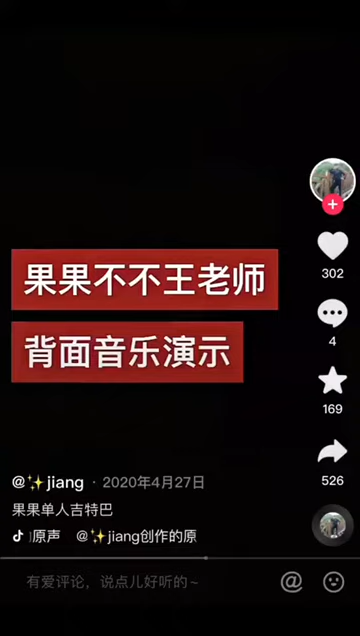 果果不不王老师
背面音乐演示
302
4
169
526
@✨jiang · 2020年4月27日
果果单人吉特巴
原声 @✨jiang创作的原
有爱评论，说点儿好听的~
@